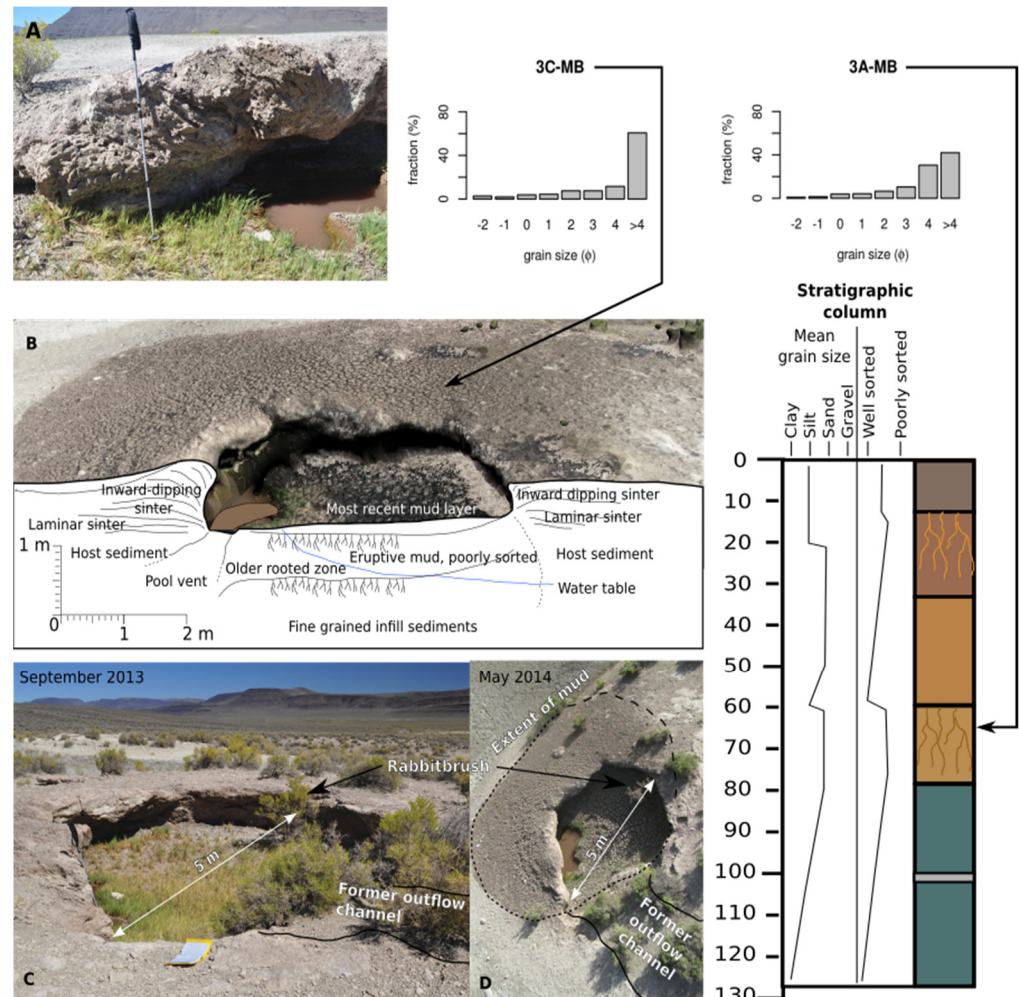 A
3C-MB
fraction (%)
80
40
0
-2 -1 0 1 2 3 4 >4
grain size (ϕ)
3A-MB
fraction (%)
80
40
0
-2 -1 0 1 2 3 4 >4
grain size (ϕ)
B
Inward-dipping
sinter
Laminar sinter
Host sediment
Pool vent
Most recent mud layer
Inward dipping sinter
Laminar sinter
Eruptive mud, poorly sorted
Host sediment
Older rooted zone
Water table
Fine grained infill sediments
1 m
0 1 2 m
September 2013
5 m
Rabbitbrush
Former outflow
channel
C
May 2014
Extent of mud
5 m
Former
outflow
channel
D
Stratigraphic
column
Mean
grain size
Clay
Silt
Sand
Gravel
Well sorted
Poorly sorted
0
10
20
30
40
50
60
70
80
90
100
110
120
130